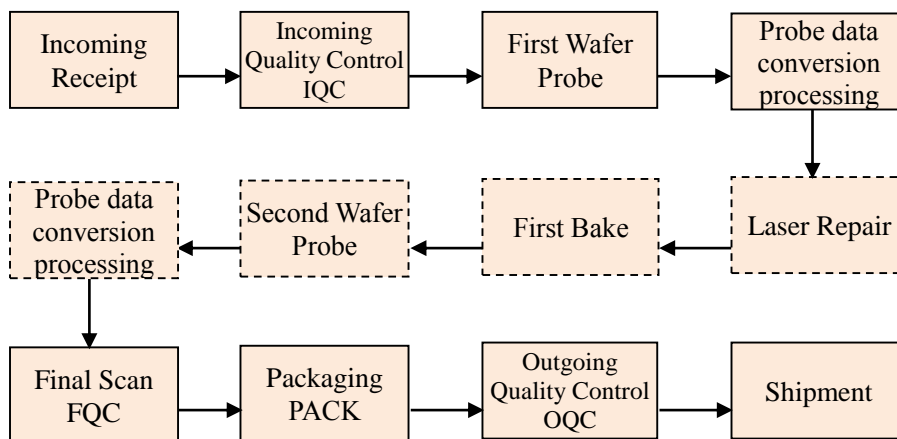 Incoming
Receipt
Incoming
Quality Control
IQC
First Wafer
Probe
Probe data
conversion
processing
Laser Repair
First Bake
Second Wafer
Probe
Probe data
conversion
processing
Final Scan
FQC
Packaging
PACK
Outgoing
Quality Control
OQC
Shipment